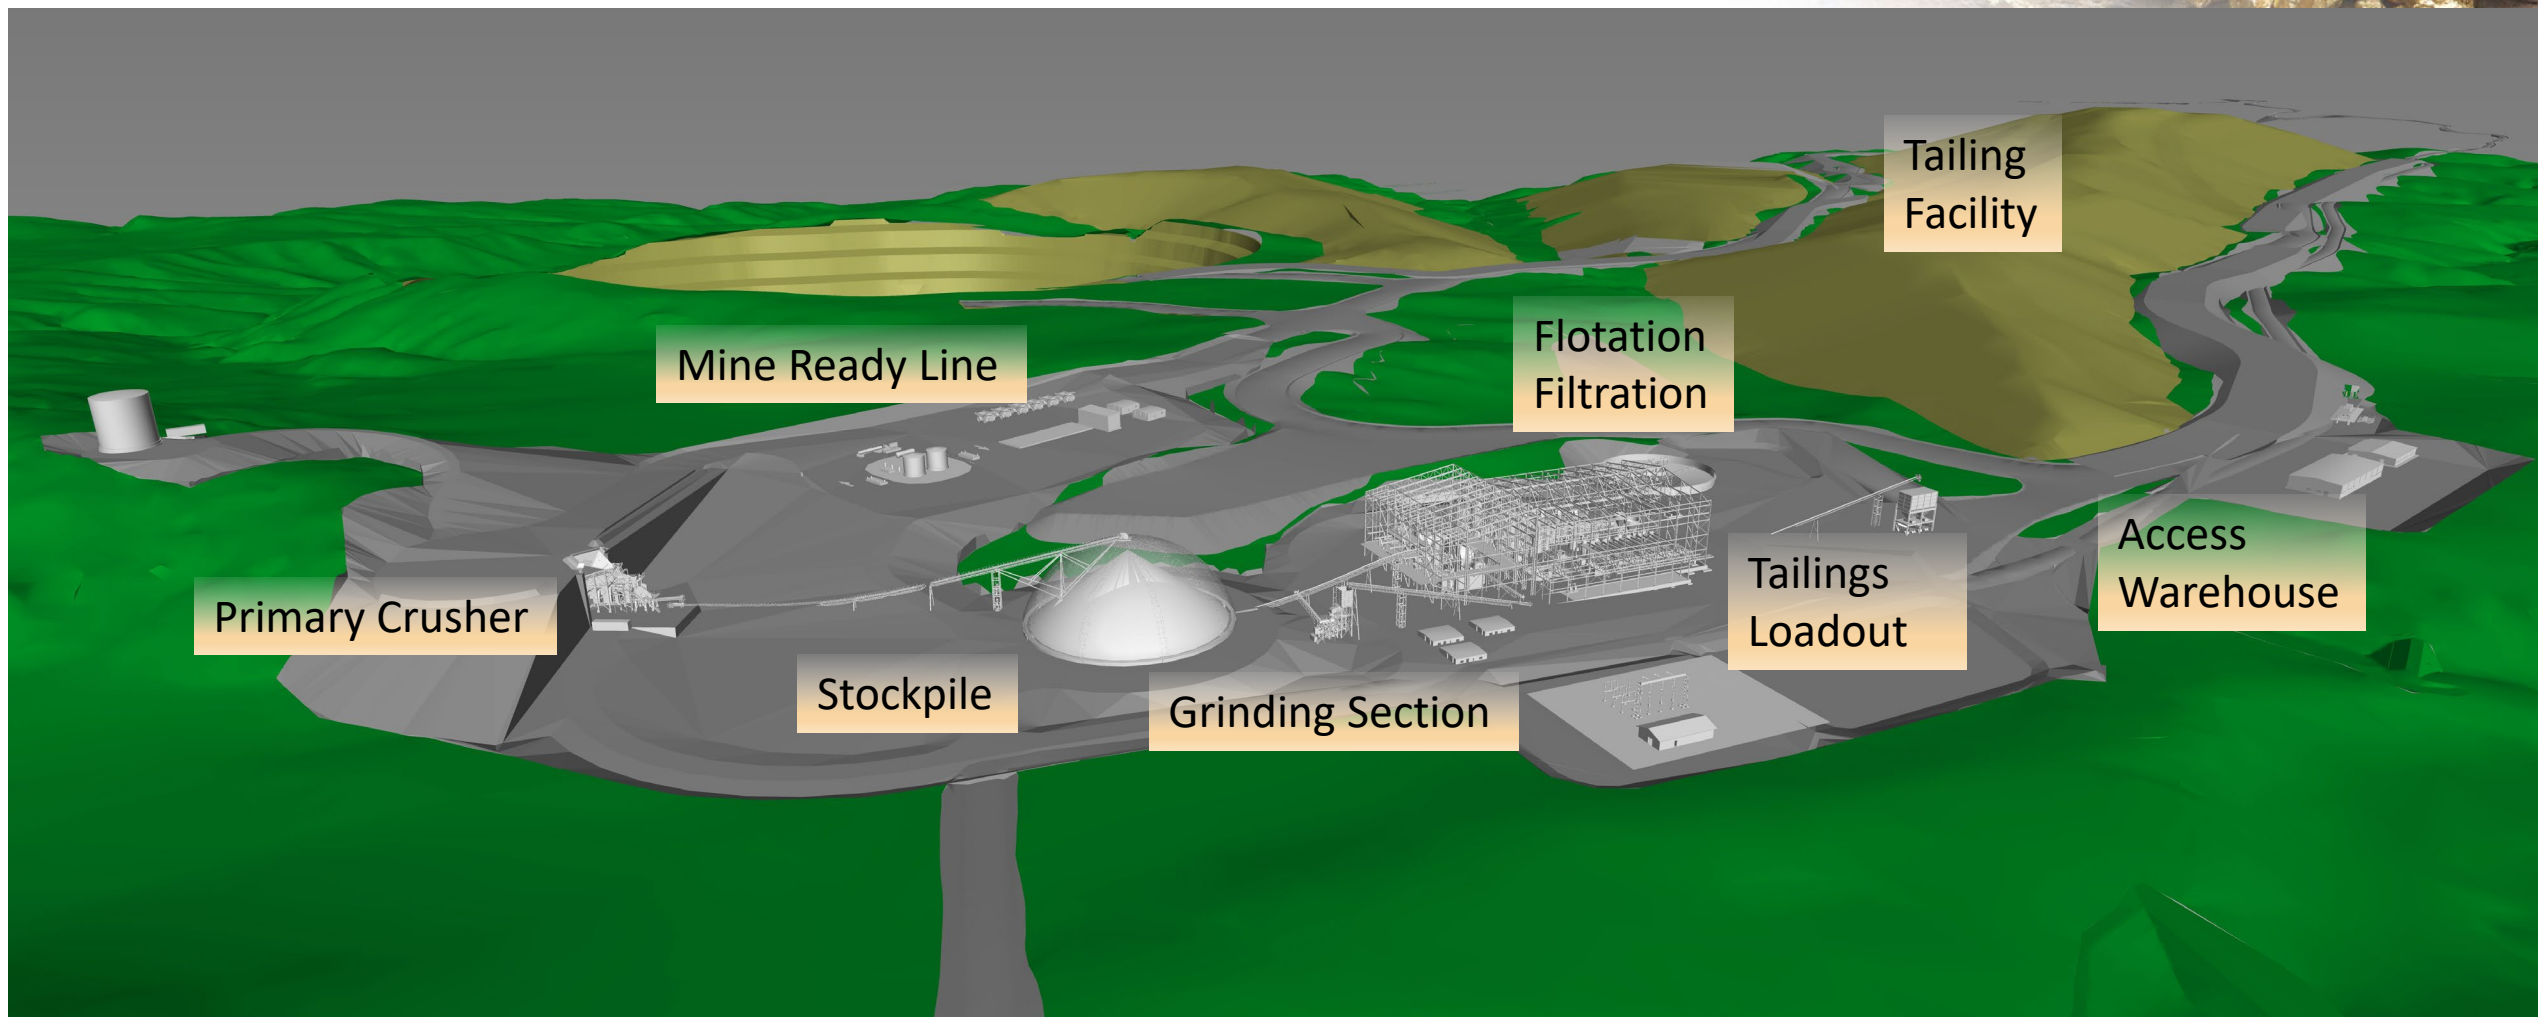 Tailing
Facility
Mine Ready Line
Flotation
Filtration
Primary Crusher
Stockpile
Grinding Section
Tailings
Loadout
Access
Warehouse